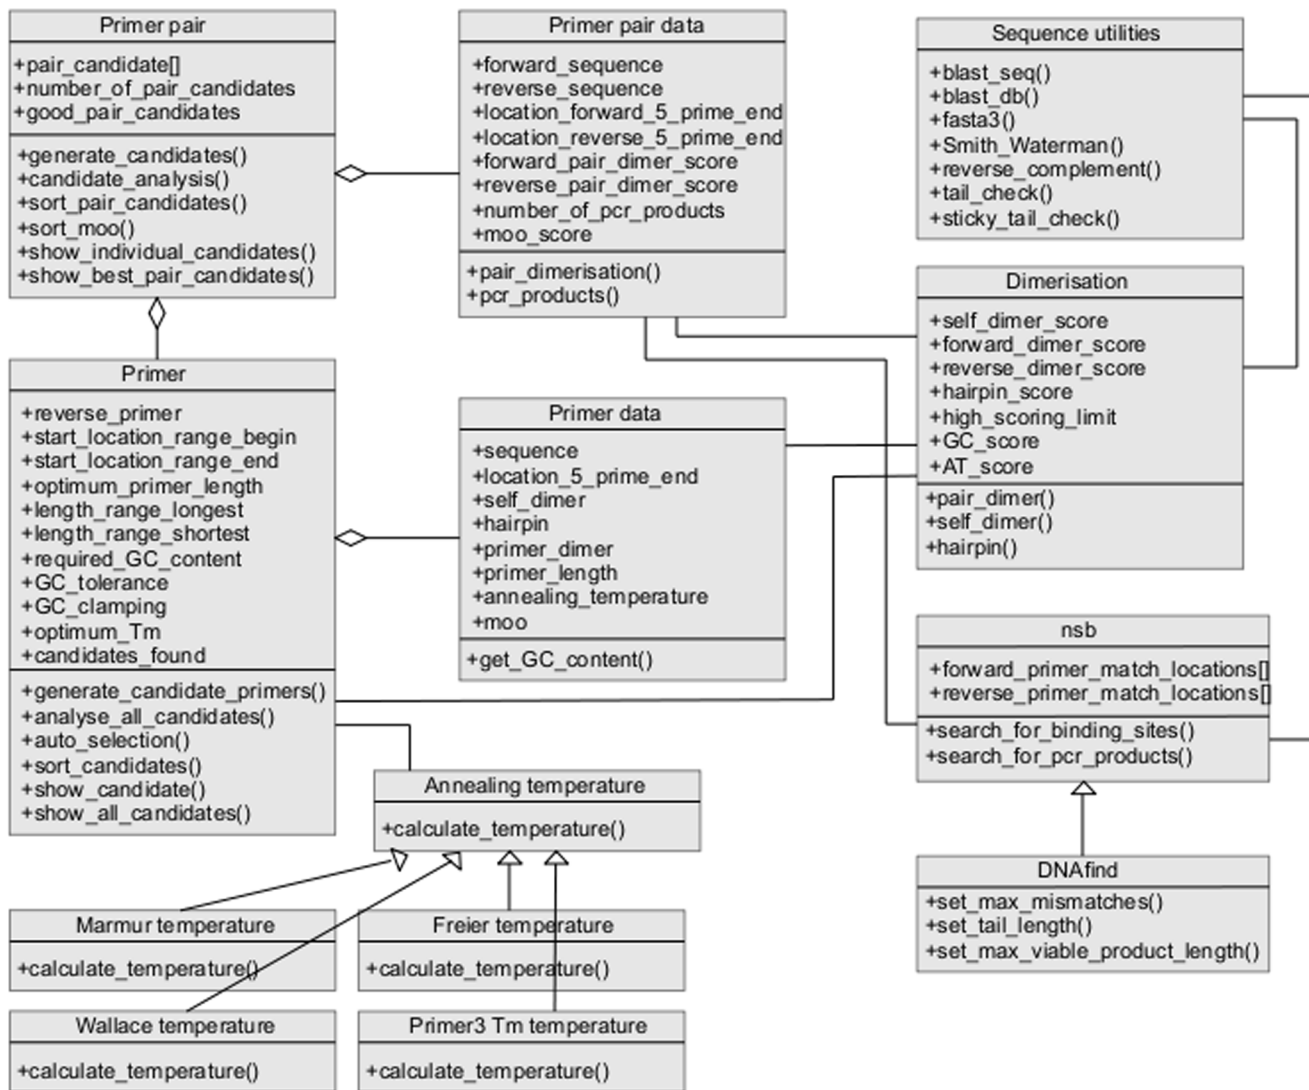 Primer pair
+pair_candidate[]
+number_of_pair_candidates
+good_pair_candidates
+generate_candidates()
+candidate_analysis()
+sort_pair_candidates()
+sort_moo()
+show_individual_candidates()
+show_best_pair_candidates()
Primer pair data
+forward_sequence
+reverse_sequence
+location_forward_5_prime_end
+location_reverse_5_prime_end
+forward_pair_dimer_score
+reverse_pair_dimer_score
+number_of_pcr_products
+moo_score
+pair_dimerisation()
+pcr_products()
Sequence utilities
+blast_seq()
+blast_db()
+fasta3()
+Smith_Waterman()
+reverse_complement()
+tail_check()
+sticky_tail_check()
Dimerisation
+self_dimer_score
+forward_dimer_score
+reverse_dimer_score
+hairpin_score
+high_scoring_limit
+GC_score
+AT_score
+pair_dimer()
+self_dimer()
+hairpin()
Primer
+reverse_primer
+start_location_range_begin
+start_location_range_end
+optimum_primer_length
+length_range_longest
+length_range_shortest
+required_GC_content
+GC_tolerance
+GC_clamping
+optimum_Tm
+candidates_found
+generate_candidate_primers()
+analyse_all_candidates()
+auto_selection()
+sort_candidates()
+show_candidate()
+show_all_candidates()
Primer data
+sequence
+location_5_prime_end
+self_dimer
+hairpin
+primer_dimer
+primer_length
+annealing_temperature
+moo
+get_GC_content()
nsb
+forward_primer_match_locations[]
+reverse_primer_match_locations[]
+search_for_binding_sites()
+search_for_pcr_products()
Annealing temperature
+calculate_temperature()
DNAfind
+set_max_mismatches()
+set_tail_length()
+set_max_viable_product_length()
Marmur temperature
+calculate_temperature()
Freier temperature
+calculate_temperature()
Wallace temperature
+calculate_temperature()
Primer3 Tm temperature
+calculate_temperature()